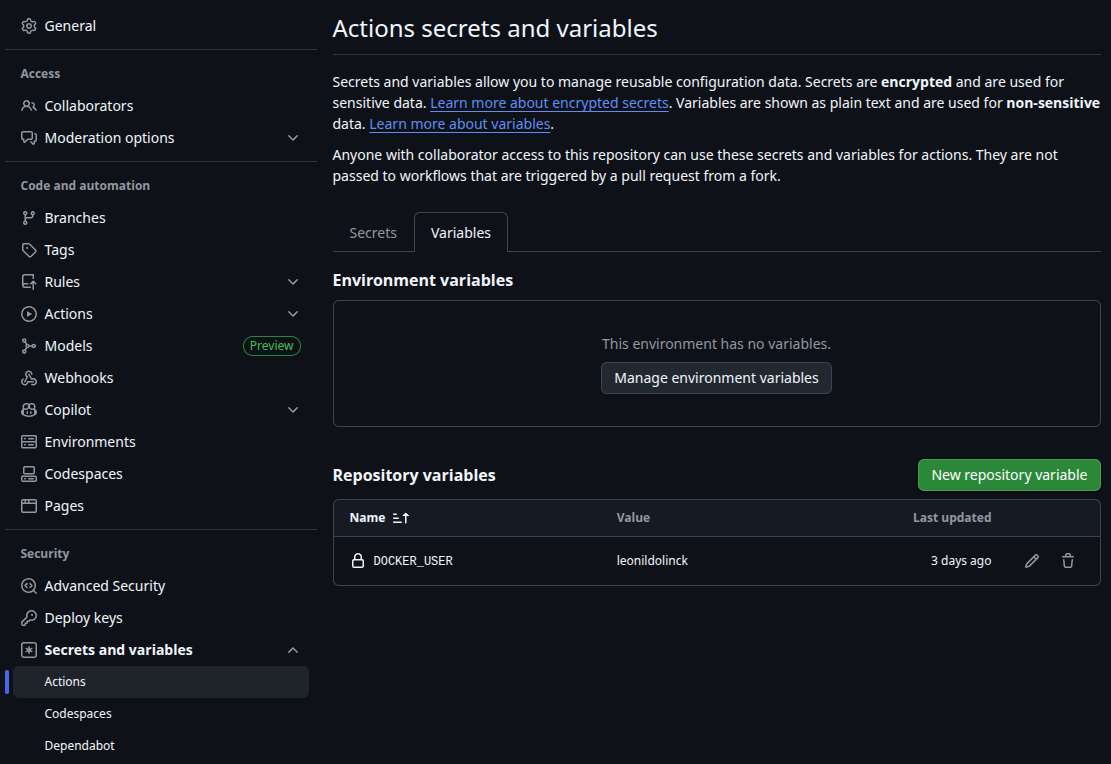 General
Access
Collaborators
Moderation options
Code and automation
Branches
Tags
Rules
Actions
Models Preview
Webhooks
Copilot
Environments
Codespaces
Pages
Security
Advanced Security
Deploy keys
Secrets and variables
Actions
Codespaces
Dependabot
Actions secrets and variables
Secrets and variables allow you to manage reusable configuration data. Secrets are encrypted and are used for
sensitive data. Learn more about encrypted secrets. Variables are shown as plain text and are used for non-sensitive
data. Learn more about variables.
Anyone with collaborator access to this repository can use these secrets and variables for actions. They are not
passed to workflows that are triggered by a pull request from a fork.
Secrets Variables
Environment variables
This environment has no variables.
Manage environment variables
Repository variables New repository variable
Name Value Last updated
DOCKER_USER leonildolinck 3 days ago